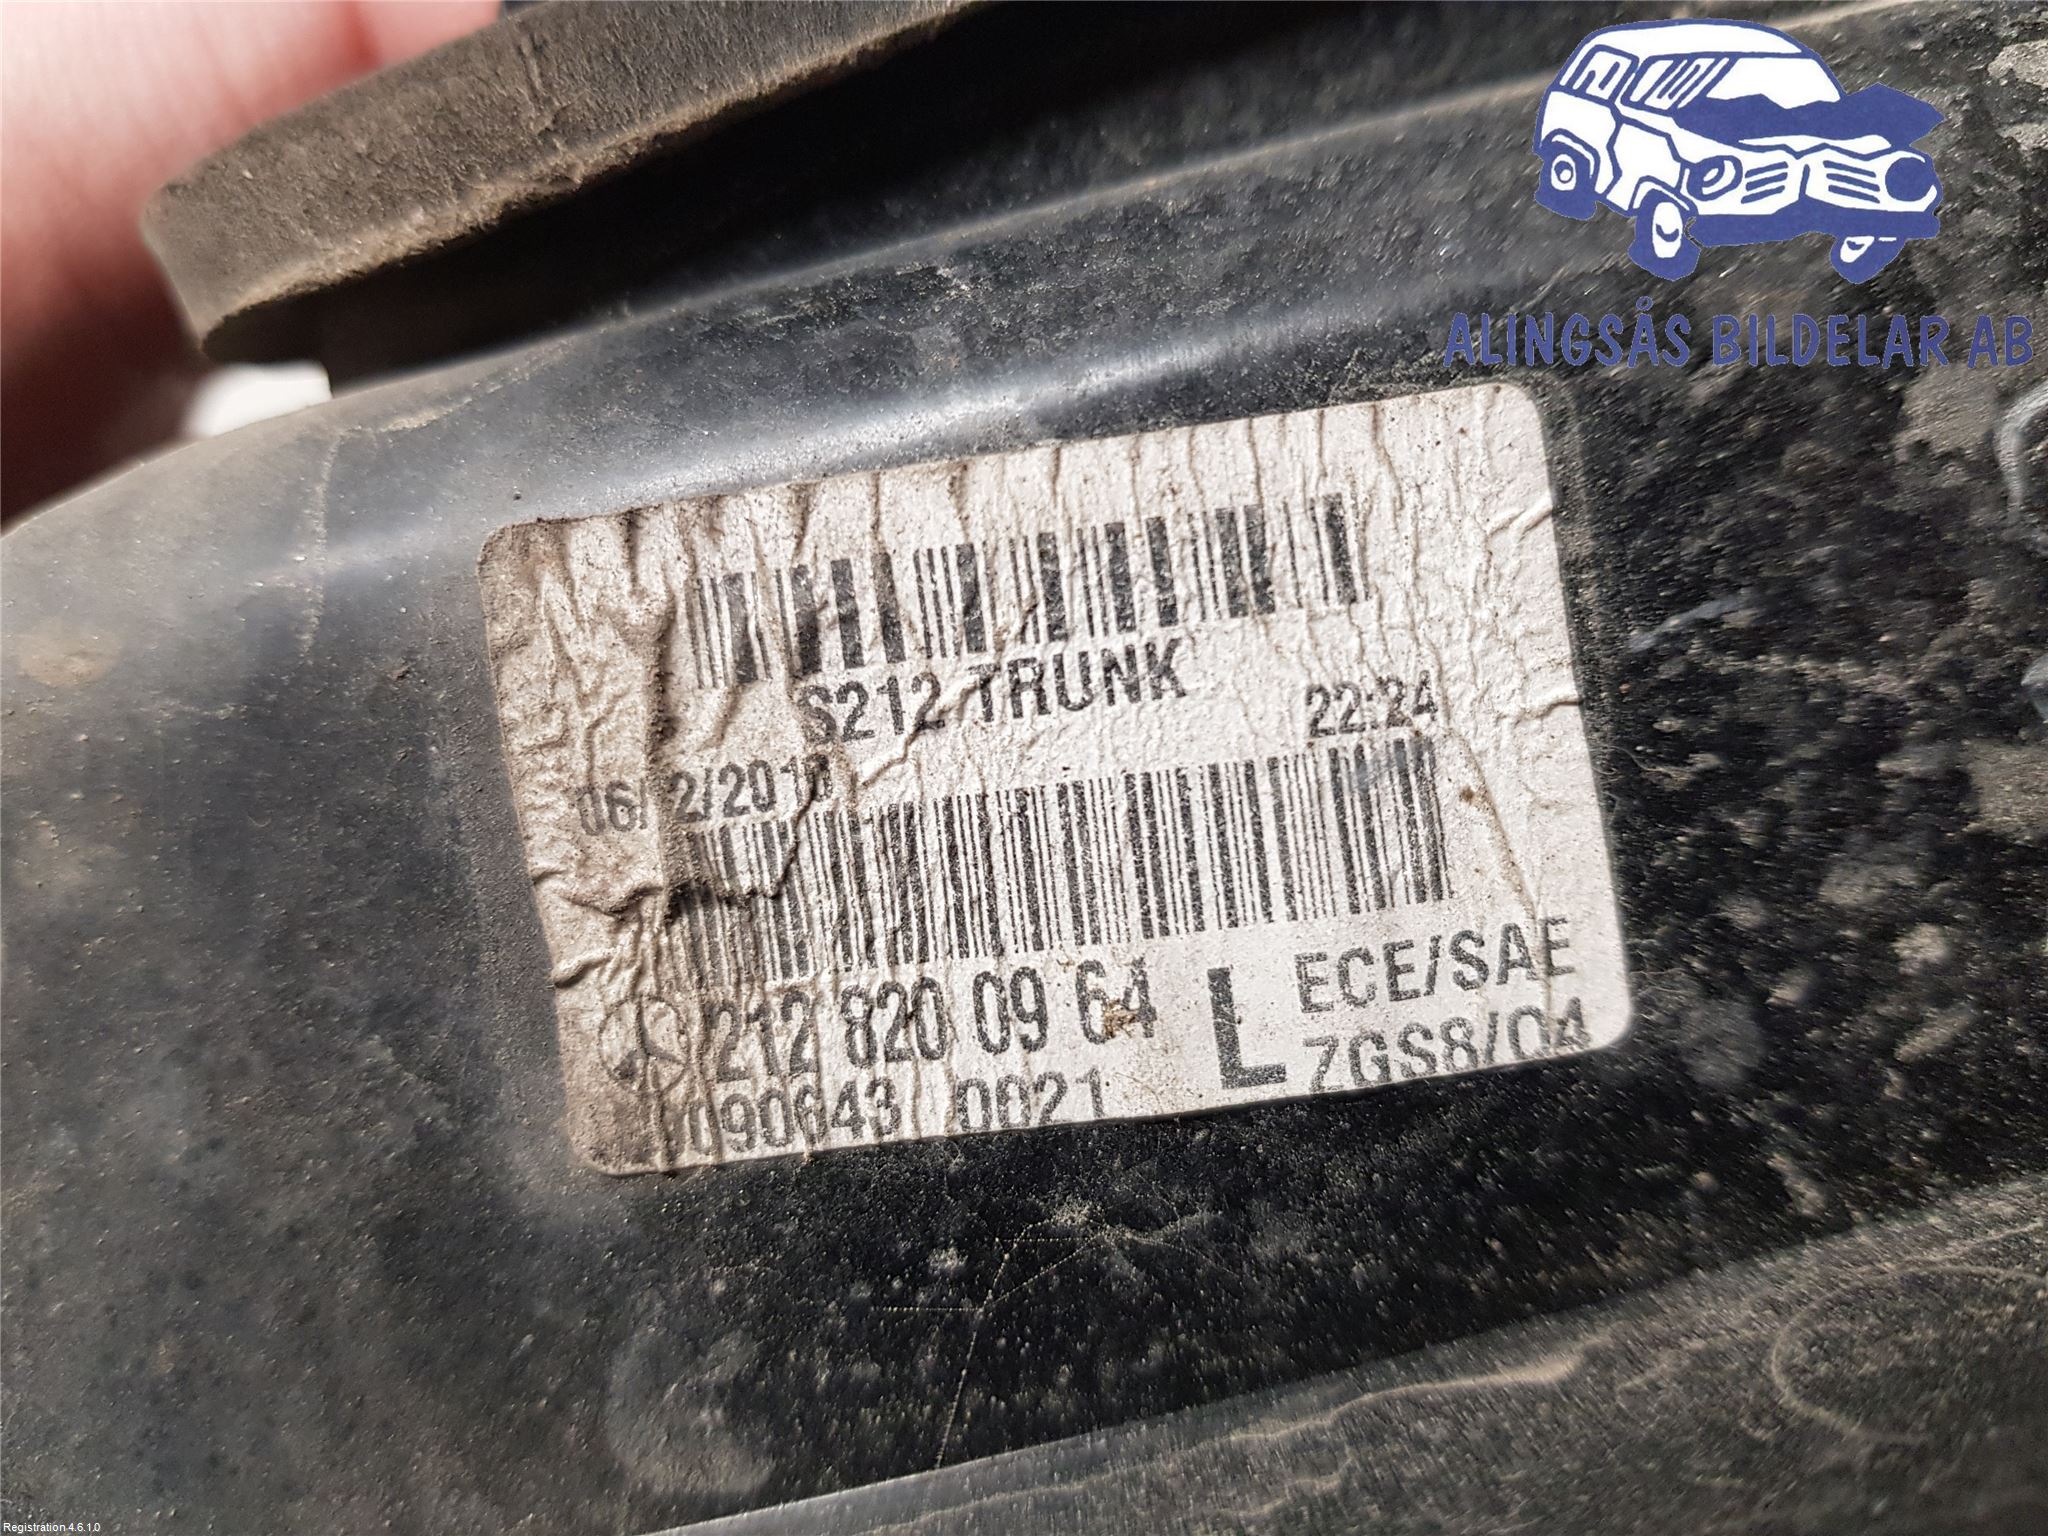 ALINGSÅS BILDELAR AB
S212 TRUNK
22:24
212 820 09 64
L
ECE/SAE
ZGS8/04
090643 0021
Registration 4.6.1.0